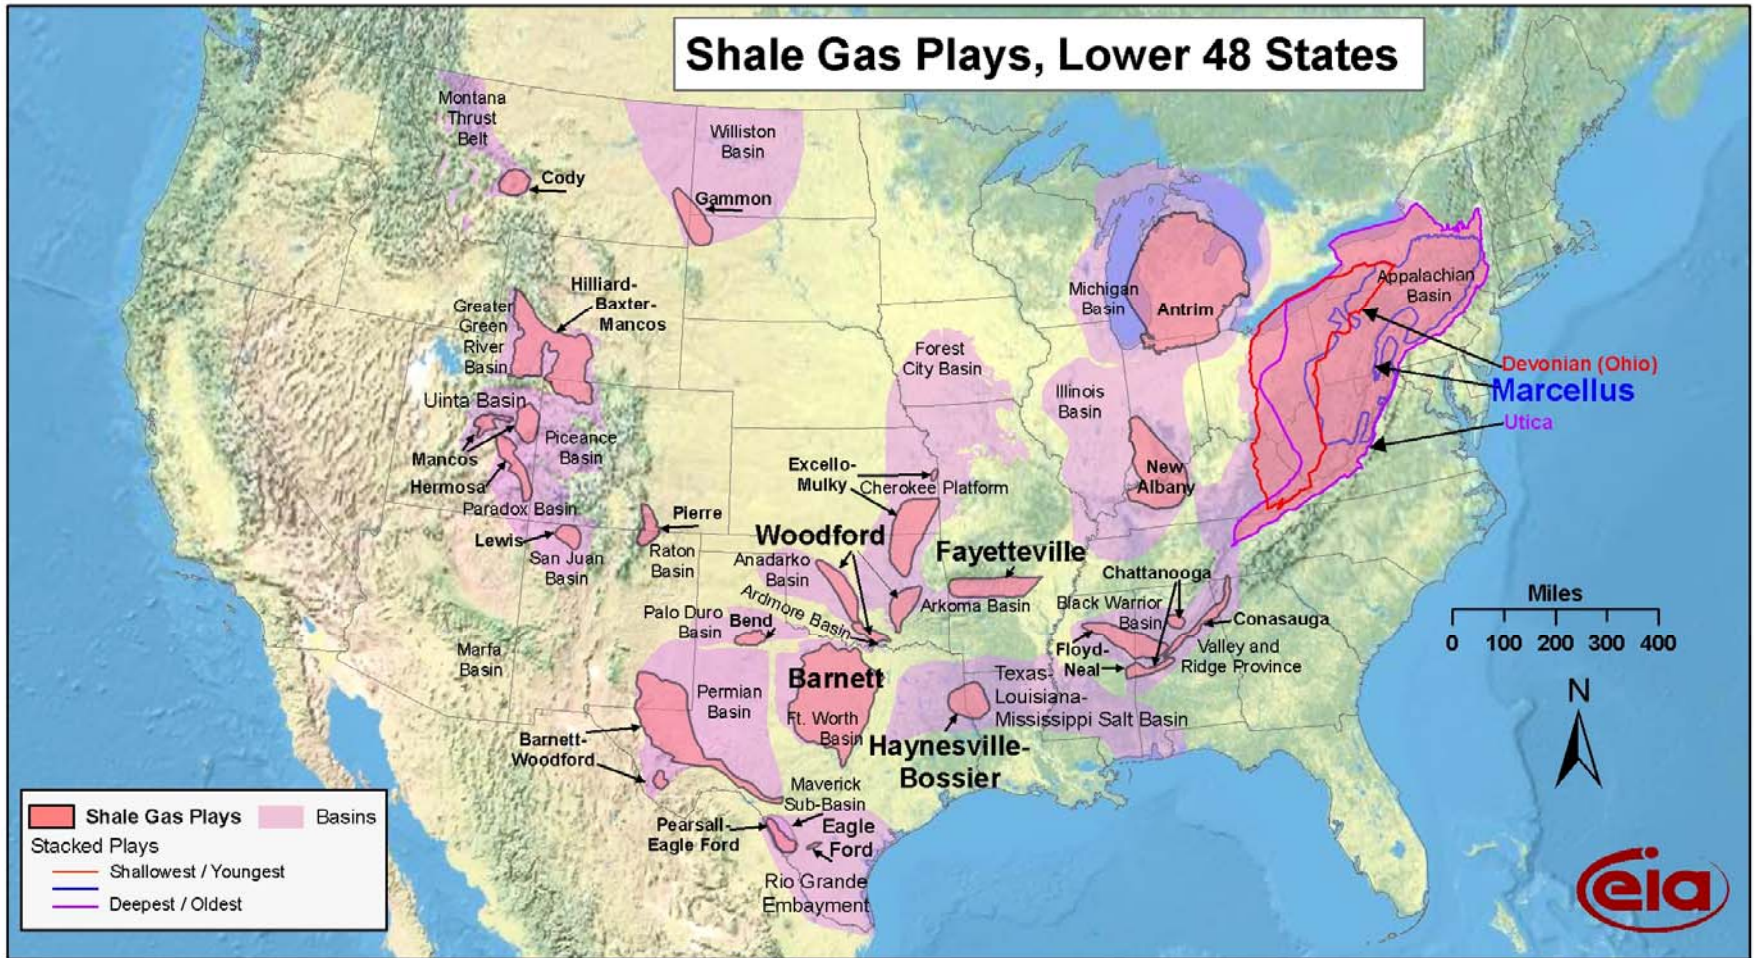 Shale Gas Plays, Lower 48 States
Montana
Thrust
Belt
Cody
Williston
Basin
Gammon
Hilliard-
Baxter-
Mancos
Greater
Green
River
Basin
Uinta Basin
Piceance
Basin
Mancos
Hermosa
Paradox Basin
Lewis
San Juan
Basin
Pierre
Raton
Basin
Michigan
Basin
Antrim
Forest
City Basin
Illinois
Basin
New
Albany
Appalachian
Basin
Devonian (Ohio)
Marcellus
Utica
Excello-
Mulky
Cherokee Platform
Woodford
Anadarko
Basin
Ardmore Basin
Fayetteville
Arkoma Basin
Palo Duro
Basin
Bend
Chattanooga
Black Warrior
Basin
Conasauga
Floyd-
Neal
Valley and
Ridge Province
Marfa
Basin
Permian
Basin
Barnett
Ft. Worth
Basin
Texas-
Louisiana-
Mississippi Salt Basin
Haynesville-
Bossier
Barnett-
Woodford
Maverick
Sub-Basin
Pearsall-
Eagle Ford
Eagle
Ford
Rio Grande
Embayment
Miles
0 100 200 300 400
N
Shale Gas Plays
Basins
Stacked Plays
Shallowest / Youngest
Deepest / Oldest
eia